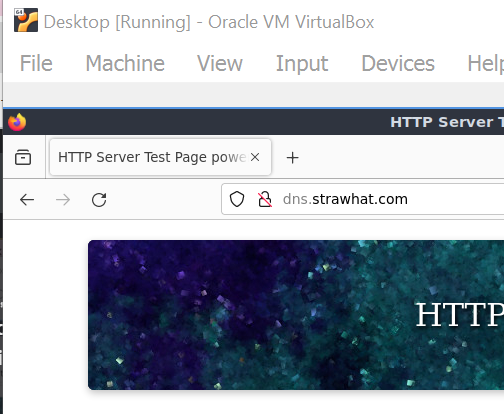 Desktop [Running] - Oracle VM VirtualBox
File Machine View Input Devices Help
HTTP Server T
HTTP Server Test Page powe
dns.strawhat.com
HTTP